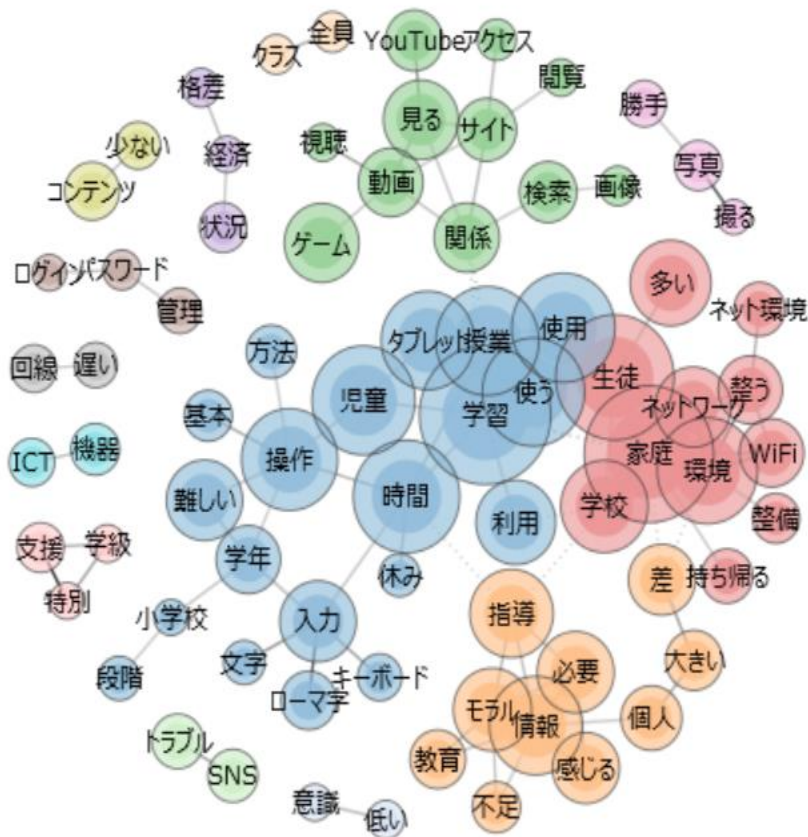 全員
クラス
YouTube
アクセス
閲覧
格差
見る
サイト
勝手
少ない
経済
視聴
動画
検索
画像
写真
コンテンツ
状況
ゲーム
関係
撮る
ログイン
パスワード
管理
多い
ネット環境
方法
タブレット
授業
使用
回線
遅い
児童
使う
生徒
整う
基本
学習
ネットワーク
ICT
機器
操作
家庭
環境
WiFi
難しい
時間
学校
利用
整備
支援
学級
学年
休み
差
持ち帰る
特別
小学校
入力
指導
文字
キーボード
必要
大きい
段階
ローマ字
モラル
情報
個人
トラブル
教育
感じる
SNS
意識
不足
低い